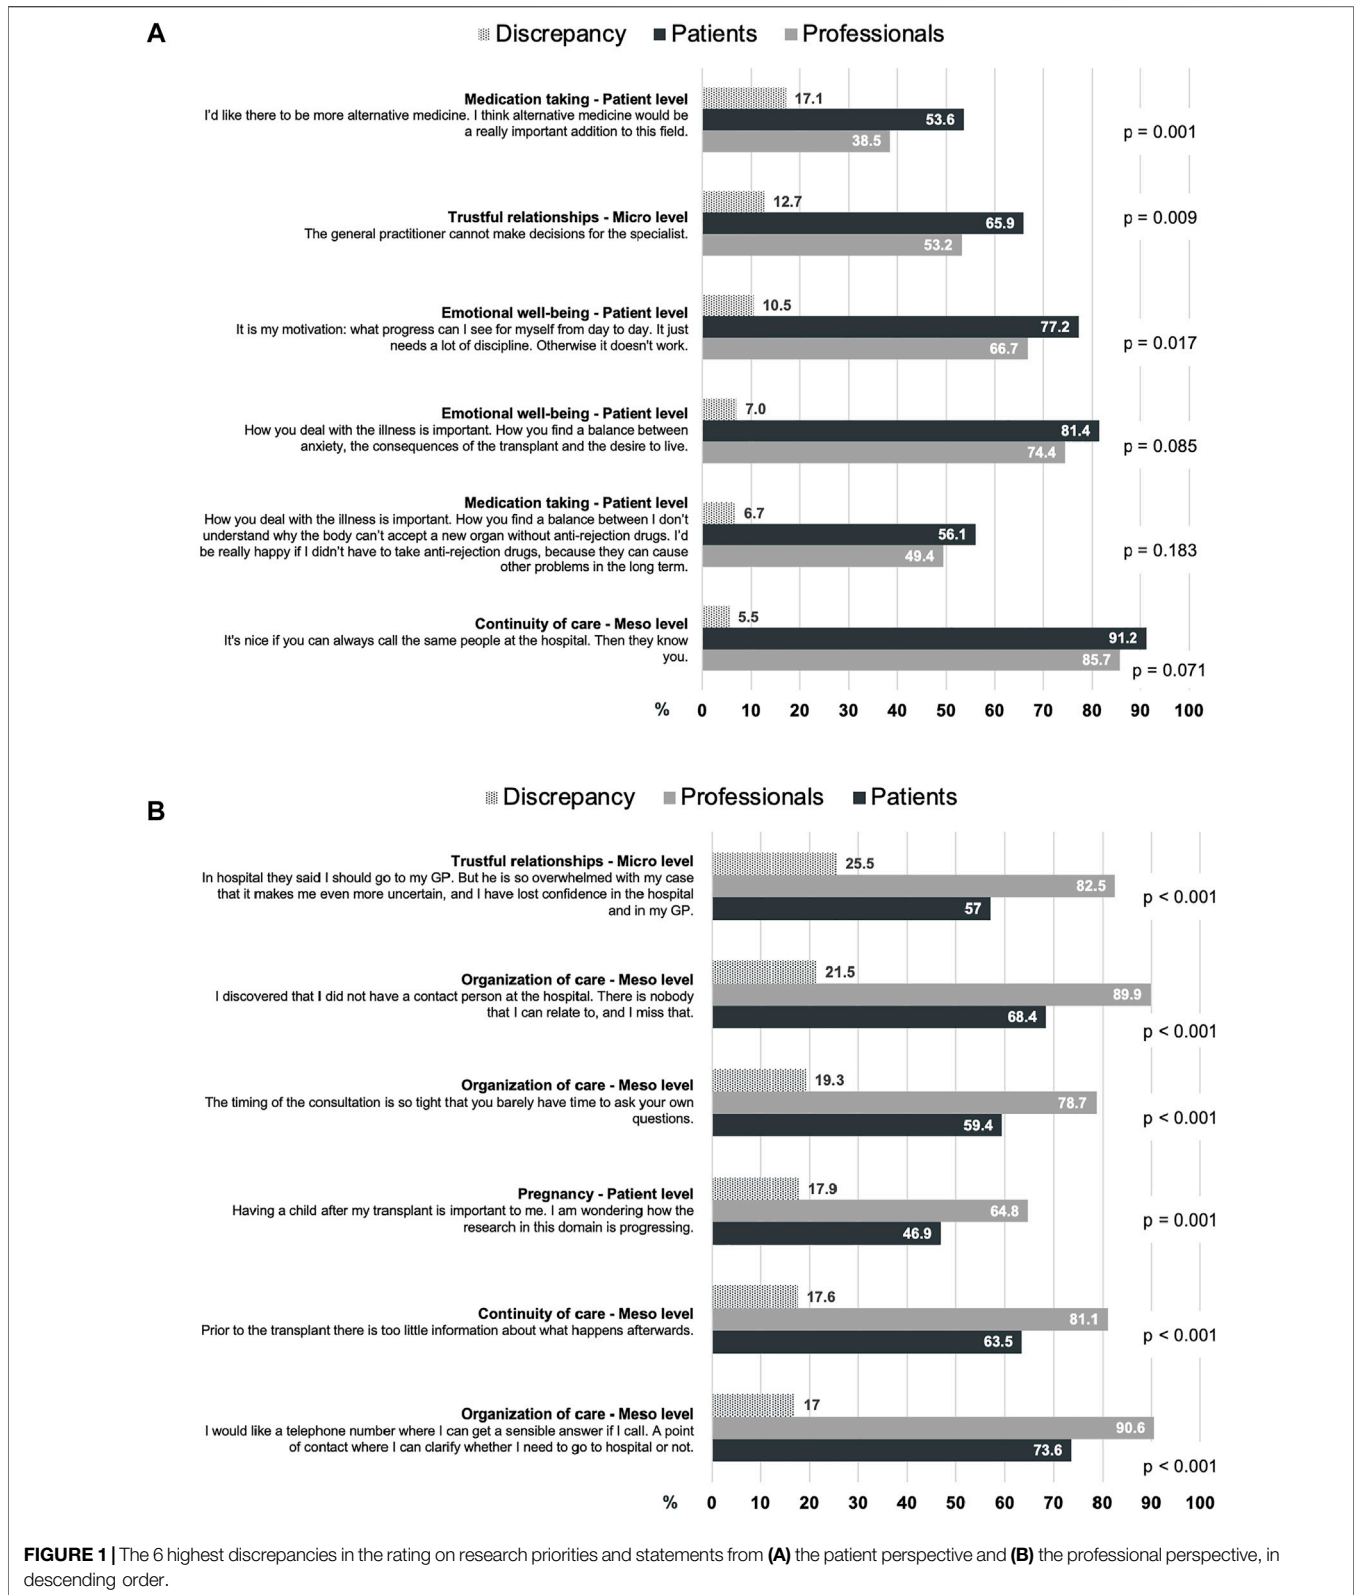 A
Discrepancy Patients Professionals
Medication taking - Patient level
I'd like there to be more alternative medicine. I think alternative medicine would be
a really important addition to this field.
17.1
53.6
38.5
p = 0.001
Trustful relationships - Micro level
The general practitioner cannot make decisions for the specialist.
12.7
65.9
53.2
p = 0.009
Emotional well-being - Patient level
It is my motivation: what progress can I see for myself from day to day. It just
needs a lot of discipline. Otherwise it doesn't work.
10.5
77.2
66.7
p = 0.017
Emotional well-being - Patient level
How you deal with the illness is important. How you find a balance between
anxiety, the consequences of the transplant and the desire to live.
7.0
81.4
74.4
p = 0.085
Medication taking - Patient level
How you deal with the illness is important. How you find a balance between I don't
understand why the body can't accept a new organ without anti-rejection drugs. I'd
be really happy if I didn't have to take anti-rejection drugs, because they can cause
other problems in the long term.
6.7
56.1
49.4
p = 0.183
Continuity of care - Meso level
It's nice if you can always call the same people at the hospital. Then they know
you.
5.5
91.2
85.7
p = 0.071
% 0 10 20 30 40 50 60 70 80 90 100
B
Discrepancy Professionals Patients
Trustful relationships - Micro level
In hospital they said I should go to my GP. But he is so overwhelmed with my case
that it makes me even more uncertain, and I have lost confidence in the hospital
and in my GP.
25.5
82.5
57
p < 0.001
Organization of care - Meso level
I discovered that I did not have a contact person at the hospital. There is nobody
that I can relate to, and I miss that.
21.5
89.9
68.4
p < 0.001
Organization of care - Meso level
The timing of the consultation is so tight that you barely have time to ask your own
questions.
19.3
78.7
59.4
p < 0.001
Pregnancy - Patient level
Having a child after my transplant is important to me. I am wondering how the
research in this domain is progressing.
17.9
64.8
46.9
p = 0.001
Continuity of care - Meso level
Prior to the transplant there is too little information about what happens afterwards.
17.6
81.1
63.5
p < 0.001
Organization of care - Meso level
I would like a telephone number where I can get a sensible answer if I call. A point
of contact where I can clarify whether I need to go to hospital or not.
17
90.6
73.6
p < 0.001
% 0 10 20 30 40 50 60 70 80 90 100
FIGURE 1 | The 6 highest discrepancies in the rating on research priorities and statements from (A) the patient perspective and (B) the professional perspective, in
descending order.